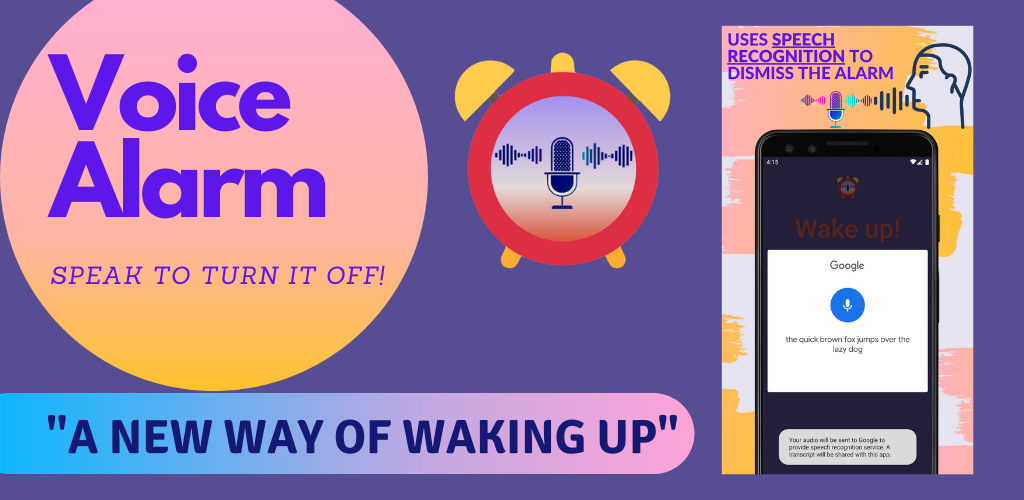 Voice
Alarm
SPEAK TO TURN IT OFF!
"A NEW WAY OF WAKING UP"
USES SPEECH
RECOGNITION TO
DISMISS THE ALARM
4:15
Wake up!
Google
the quick brown fox jumps over the
lazy dog
Your audio will be sent to Google to
provide speech recognition service. A
transcript will be shared with this app.